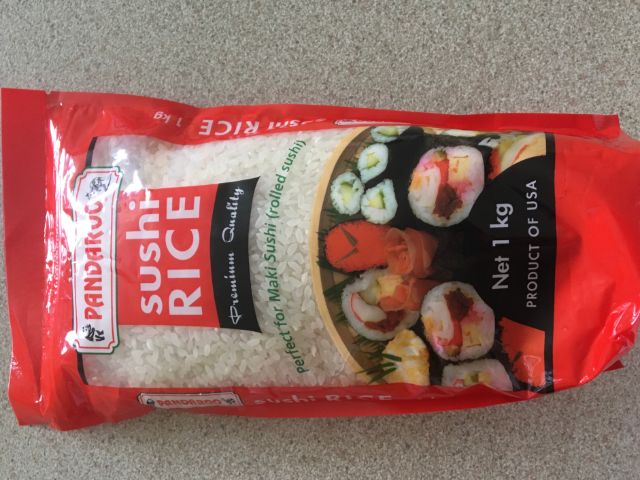 PANDAROO
sushi
RICE
Premium Quality
Perfect for Maki Sushi (rolled sushi)
Net 1 kg
PRODUCT OF USA
sushi RICE 1 kg
PANDAROO
sushi RICE